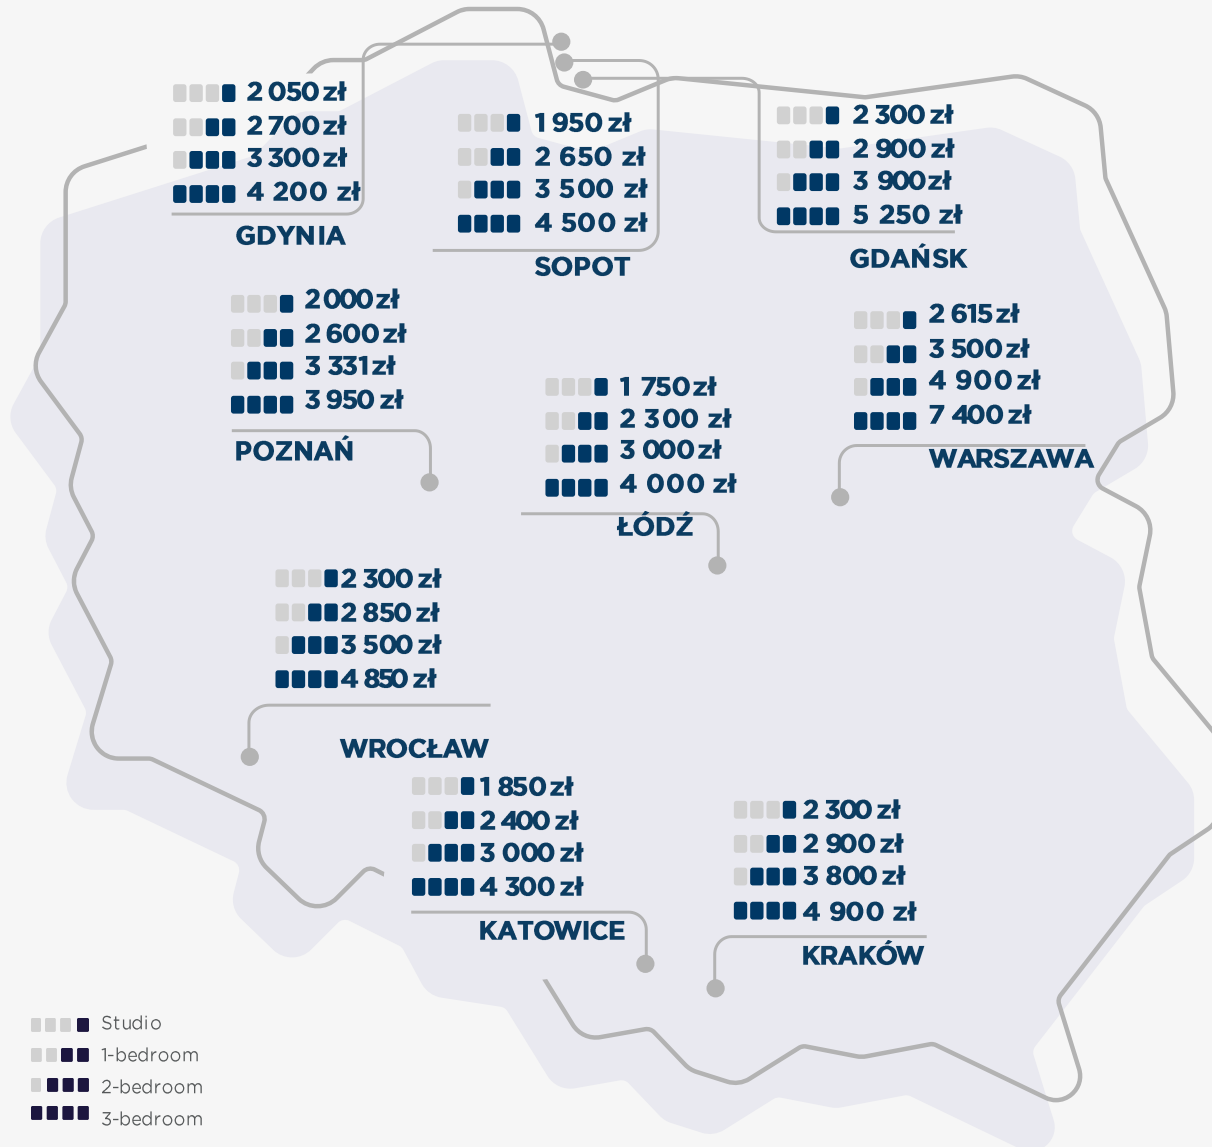 2 050 zł
2 700 zł
3 300 zł
4 200 zł
GDYNIA
1 950 zł
2 650 zł
3 500 zł
4 500 zł
SOPOT
2 300 zł
2 900 zł
3 900 zł
5 250 zł
GDAŃSK
2 000 zł
2 600 zł
3 331 zł
3 950 zł
POZNAŃ
1 750 zł
2 300 zł
3 000 zł
4 000 zł
ŁÓDŹ
2 615 zł
3 500 zł
4 900 zł
7 400 zł
WARSZAWA
2 300 zł
2 850 zł
3 500 zł
4 850 zł
WROCŁAW
1 850 zł
2 400 zł
3 000 zł
4 300 zł
KATOWICE
2 300 zł
2 900 zł
3 800 zł
4 900 zł
KRAKÓW
Studio
1-bedroom
2-bedroom
3-bedroom